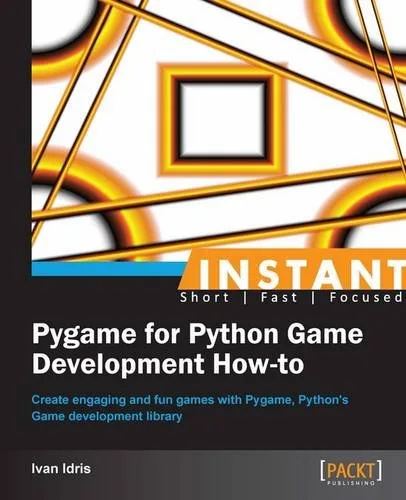 INSTANT
Short | Fast | Focused
Pygame for Python Game
Development How-to
Create engaging and fun games with Pygame, Python's
Game development library
Ivan Idris
[PACKT]
PUBLISHING